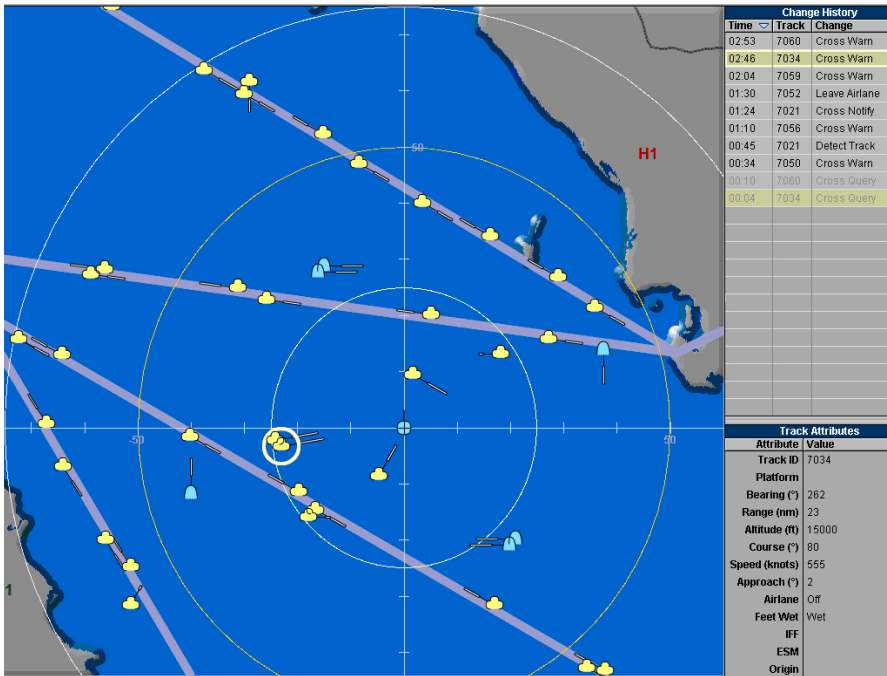 50
H1
-50
50
1
Change History
Time Track Change
02:53 7060 Cross Warn
02:46 7034 Cross Warn
02:04 7059 Cross Warn
01:30 7052 Leave Airlane
01:24 7021 Cross Notify
01:10 7056 Cross Warn
00:45 7021 Detect Track
00:34 7050 Cross Warn
00:10 7060 Cross Query
00:04 7034 Cross Query
Track Attributes
Attribute Value
Track ID 7034
Platform
Bearing (°) 262
Range (nm) 23
Altitude (ft) 15000
Course (°) 80
Speed (knots) 555
Approach (°) 2
Airlane Off
Feet Wet Wet
IFF
ESM
Origin